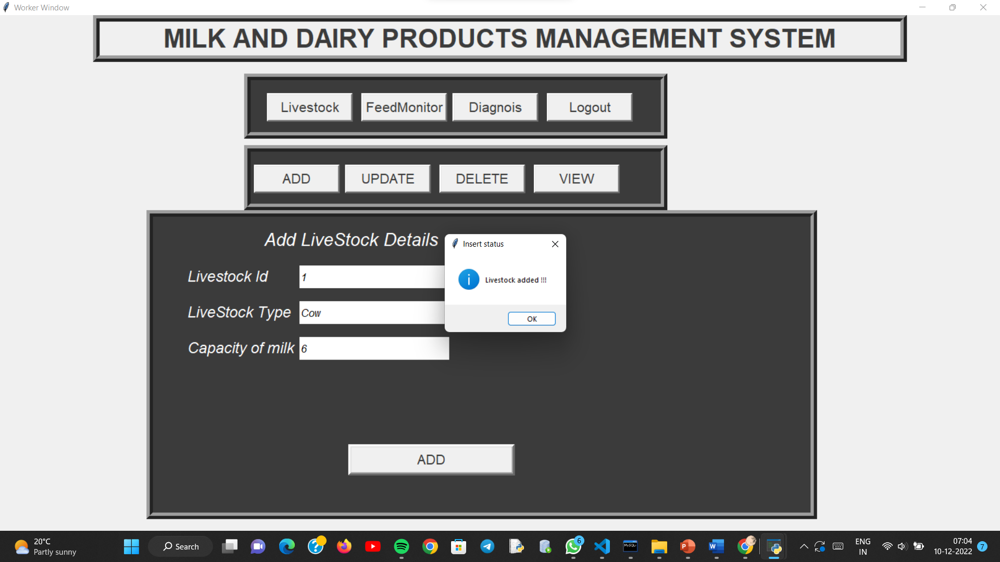 Worker Window
MILK AND DAIRY PRODUCTS MANAGEMENT SYSTEM
Livestock FeedMonitor Diagnois Logout
ADD UPDATE DELETE VIEW
Add LiveStock Details
Insert status
Livestock Id 1
Livestock added !!!
LiveStock Type Cow
OK
Capacity of milk 6
ADD
20°C
Partly sunny
Search
6
MySQL
ENG
IN
07:04
10-12-2022
7